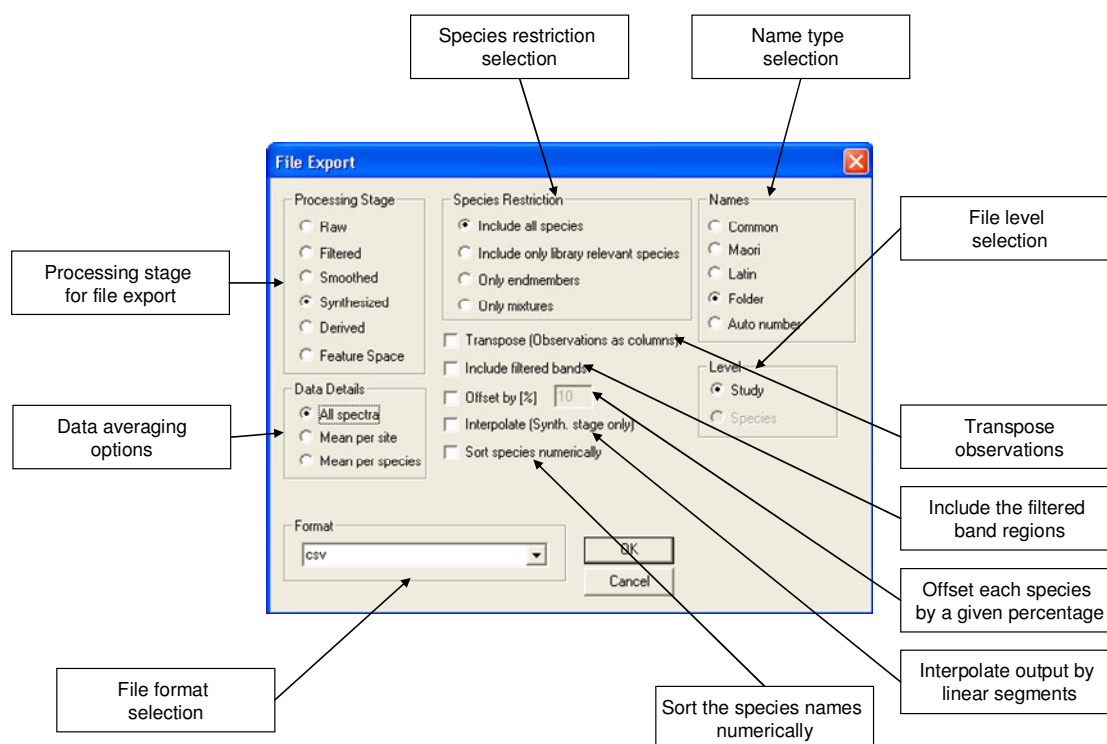 Species restriction
selection
Name type
selection
File Export
Processing Stage
Raw
Filtered
Smoothed
Synthesized
Derived
Feature Space
Species Restriction
Include all species
Include only library relevant species
Only endmembers
Only mixtures
Names
Common
Maori
Latin
Folder
Auto number
File level
selection
Processing stage
for file export
Transpose (Observations as columns)
Include filtered bands
Offset by [%]
10
Interpolate (Synth. stage only)
Sort species numerically
Level
Study
Species
Data Details
All spectra
Mean per site
Mean per species
Data averaging
options
Transpose
observations
Include the filtered
band regions
Format
csv
OK
Cancel
Offset each species
by a given percentage
Interpolate output by
linear segments
File format
selection
Sort the species names
numerically